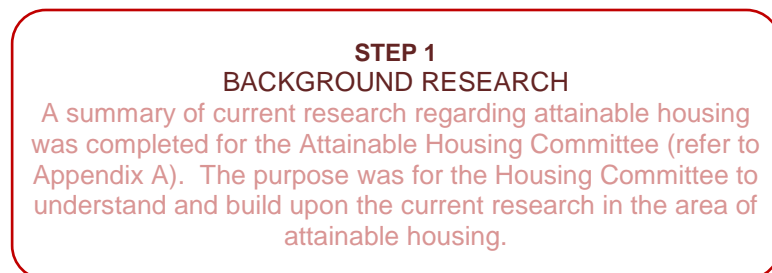 STEP 1
BACKGROUND RESEARCH
A summary of current research regarding attainable housing
was completed for the Attainable Housing Committee (refer to
Appendix A).  The purpose was for the Housing Committee to
understand and build upon the current research in the area of
attainable housing.